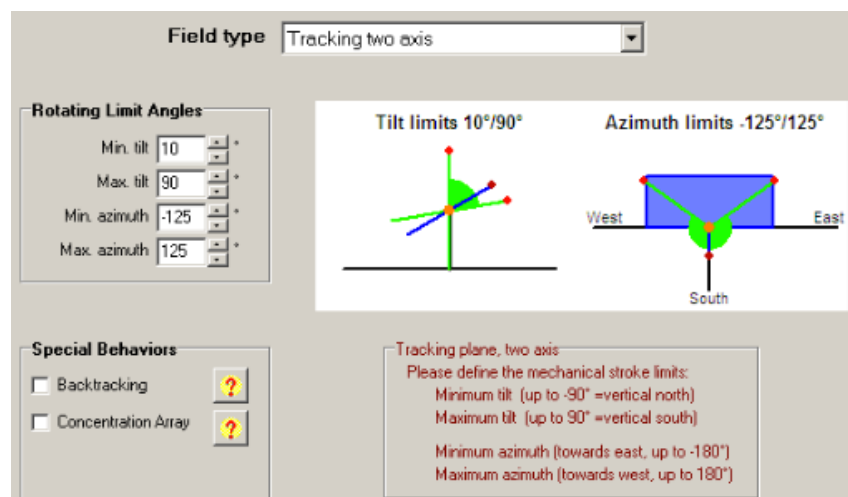 Field type Tracking two axis
Rotating Limit Angles
Min. tilt 10 °
Max. tilt 90 °
Min. azimuth -125 °
Max. azimuth 125 °
Tilt limits 10°/90°
Azimuth limits -125°/125°
West
East
South
Special Behaviors
Backtracking ?
Concentration Array ?
Tracking plane, two axis
Please define the mechanical stroke limits:
Minimum tilt (up to -90° =vertical north)
Maximum tilt (up to 90° =vertical south)
Minimum azimuth (towards east, up to -180°)
Maximum azimuth (towards west, up to 180°)